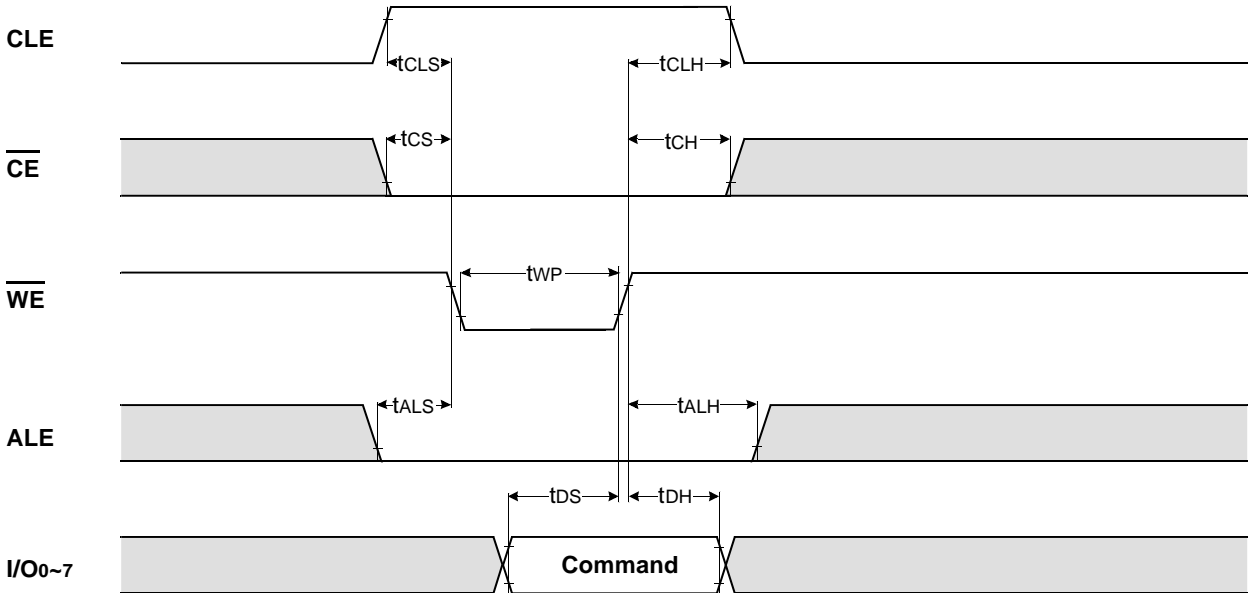 CLE
tCLS
tCLH
CE
tCS
tCH
WE
tWP
ALE
tALS
tALH
tDS
tDH
I/O0~7
Command